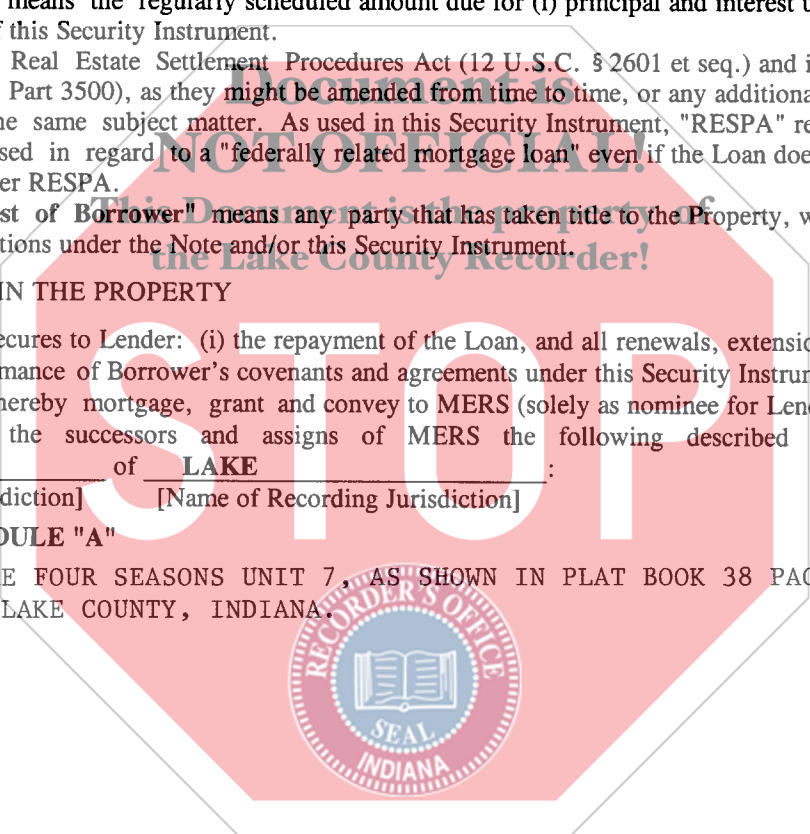 means the regularly scheduled amount due for (i) principal and interest
this Security Instrument.
Real Estate Settlement Procedures Act (12 U.S.C. § 2601 et seq.) and
Part 3500), as they might be amended from time to time, or any additiona
Document is
he same subject matter. As used in this Security Instrument, "RESPA" re
NOT OFFICIAL!
sed in regard to a "federally related mortgage loan" even if the Loan doe
er RESPA.
st of Borrower" means any party that has taken title to the Property, w
This Document is the property of
tions under the Note and/or this Security Instrument.
the Lake County Recorder!
IN THE PROPERTY
ecures to Lender: (i) the repayment of the Loan, and all renewals, extensio
mance of Borrower's covenants and agreements under this Security Instrum
hereby mortgage, grant and convey to MERS (solely as nominee for Lend
the successors and assigns of MERS the following described
of LAKE :
diction] [Name of Recording Jurisdiction]
STOP
DULE "A"
E FOUR SEASONS UNIT 7, AS SHOWN IN PLAT BOOK 38 PAG
LAKE COUNTY, INDIANA.
RECORDER'S OFFICE
SEAL
INDIANA